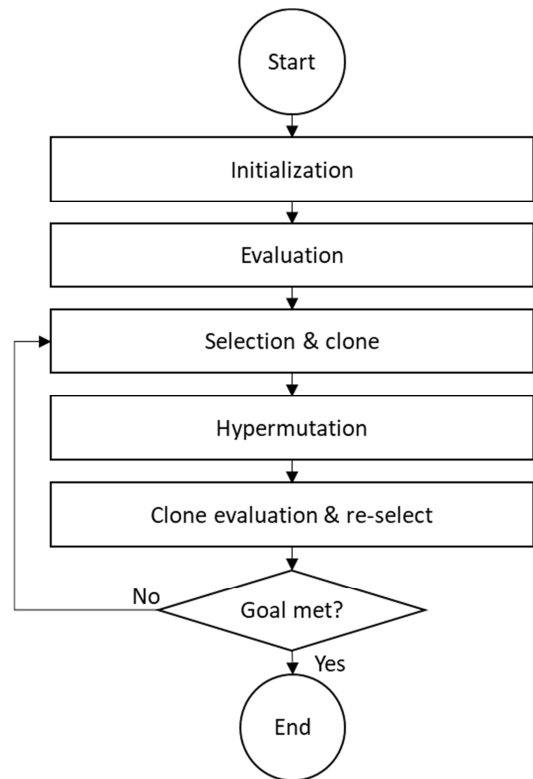 Start
Initialization
Evaluation
Selection & clone
Hypermutation
Clone evaluation & re-select
No
Goal met?
Yes
End